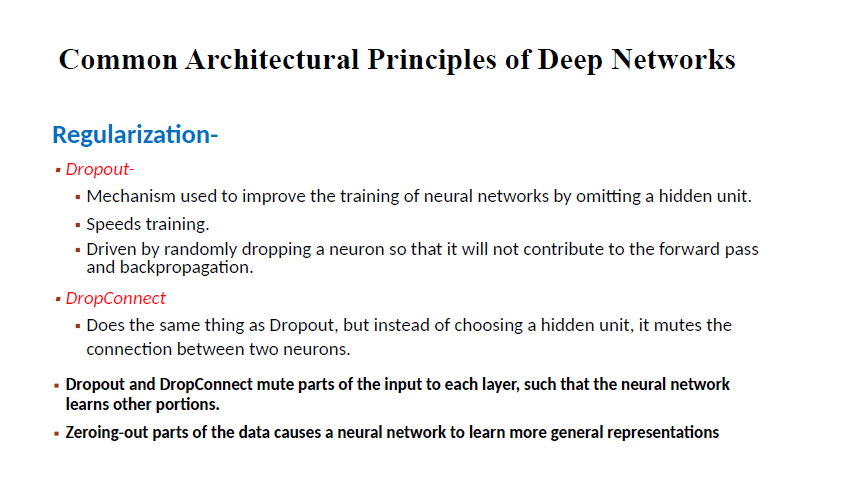 Common Architectural Principles of Deep Networks
Regularization-
▪ Dropout-
▪ Mechanism used to improve the training of neural networks by omitting a hidden unit.
▪ Speeds training.
▪ Driven by randomly dropping a neuron so that it will not contribute to the forward pass
and backpropagation.
▪ DropConnect
▪ Does the same thing as Dropout, but instead of choosing a hidden unit, it mutes the
connection between two neurons.
▪ Dropout and DropConnect mute parts of the input to each layer, such that the neural network
learns other portions.
▪ Zeroing-out parts of the data causes a neural network to learn more general representations